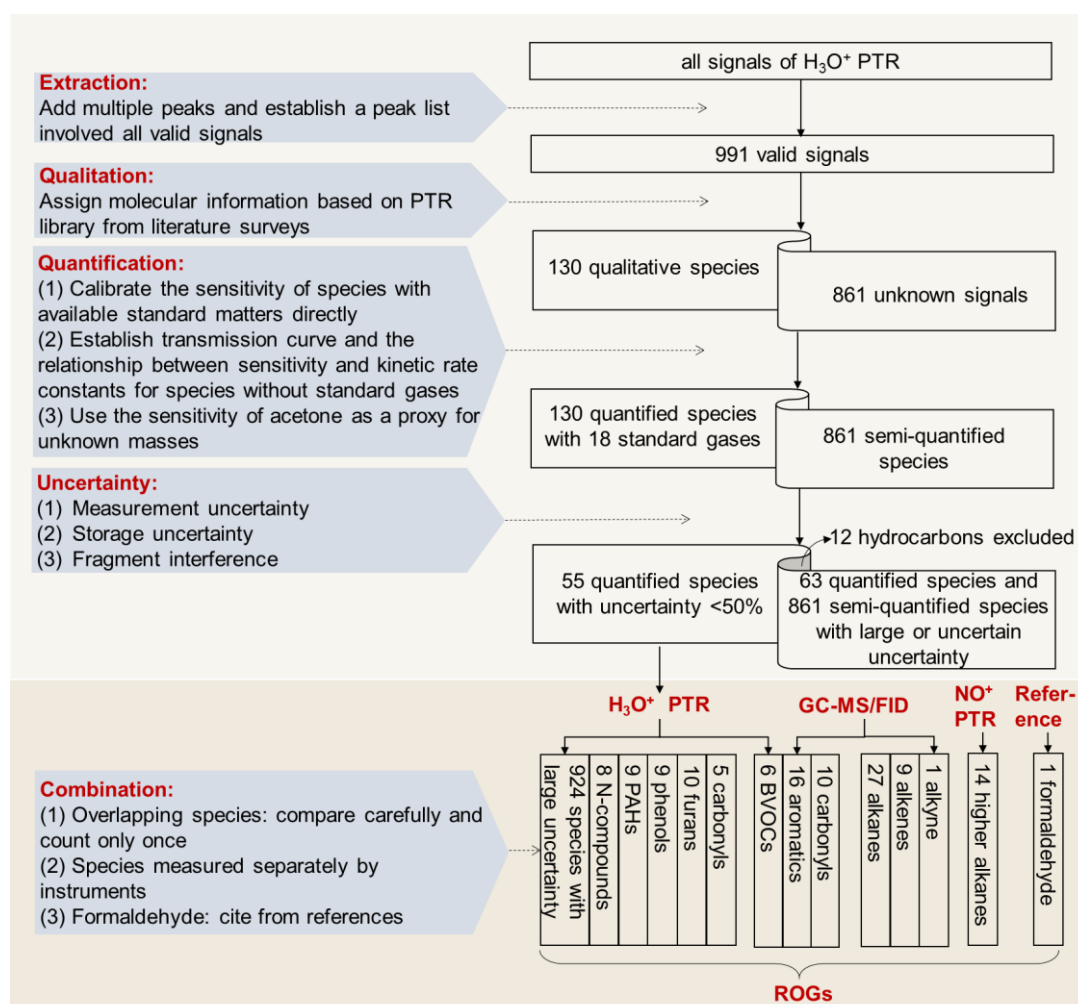 all signals of H₃O⁺ PTR
Extraction:
Add multiple peaks and establish a peak list
involved all valid signals
991 valid signals
Qualitation:
Assign molecular information based on PTR
library from literature surveys
130 qualitative species
861 unknown signals
Quantification:
(1) Calibrate the sensitivity of species with
available standard matters directly
(2) Establish transmission curve and the
relationship between sensitivity and kinetic rate
constants for species without standard gases
(3) Use the sensitivity of acetone as a proxy for
unknown masses
130 quantified species
with 18 standard gases
861 semi-quantified
species
Uncertainty:
(1) Measurement uncertainty
(2) Storage uncertainty
(3) Fragment interference
12 hydrocarbons excluded
55 quantified species
with uncertainty <50%
63 quantified species and
861 semi-quantified species
with large or uncertain
uncertainty
H₃O⁺ PTR
GC-MS/FID
NO⁺
PTR
Refer-
ence
Combination:
(1) Overlapping species: compare carefully and
count only once
(2) Species measured separately by
instruments
(3) Formaldehyde: cite from references
924 species with
large uncertainty
8 N-compounds
9 PAHs
9 phenols
10 furans
5 carbonyls
6 BVOCs
16 aromatics
10 carbonyls
27 alkanes
9 alkenes
1 alkyne
14 higher alkanes
1 formaldehyde
ROGs